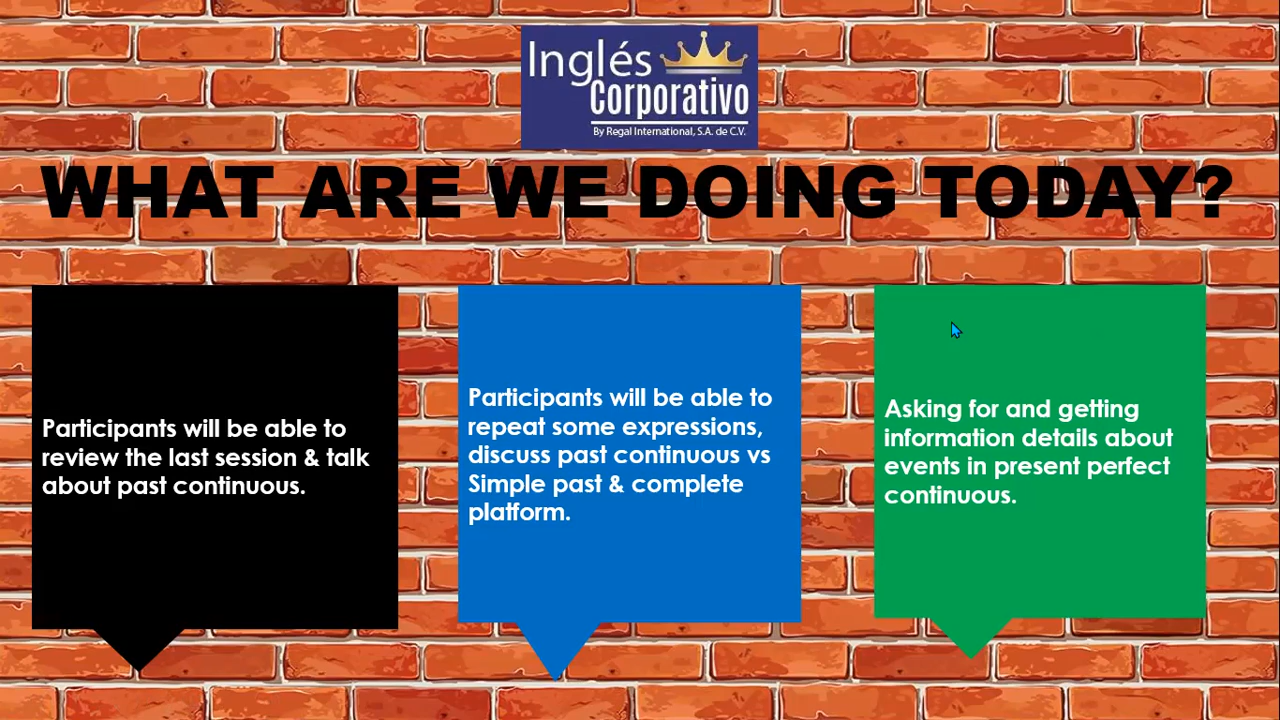 Inglés
Corporativo
By Regal International, S.A. de C.V.
WHAT ARE WE DOING TODAY?
Participants will be able to
review the last session & talk
about past continuous.
Participants will be able to
repeat some expressions,
discuss past continuous vs
Simple past & complete
platform.
Asking for and getting
information details about
events in present perfect
continuous.